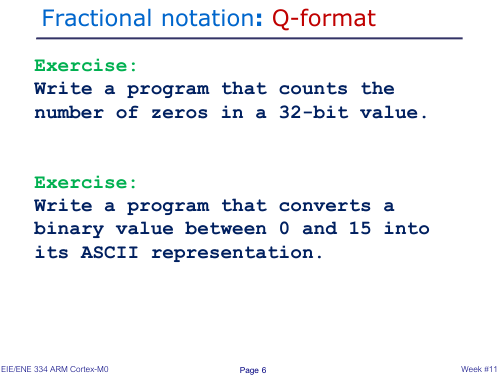 Fractional notation: Q-format
Exercise:
Write a program that counts the
number of zeros in a 32-bit value.
Exercise:
Write a program that converts a
binary value between 0 and 15 into
its ASCII representation.
EIE/ENE 334 ARM Cortex-M0
Page 6
Week #11